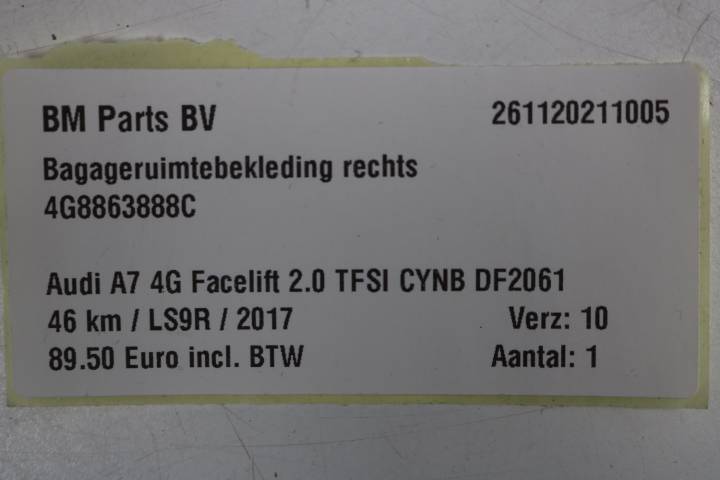 BM Parts BV 261120211005
Bagageruimtebekleding rechts
4G8863888C
Audi A7 4G Facelift 2.0 TFSI CYNB DF2061
46 km / LS9R / 2017 Verz: 10
89.50 Euro incl. BTW Aantal: 1